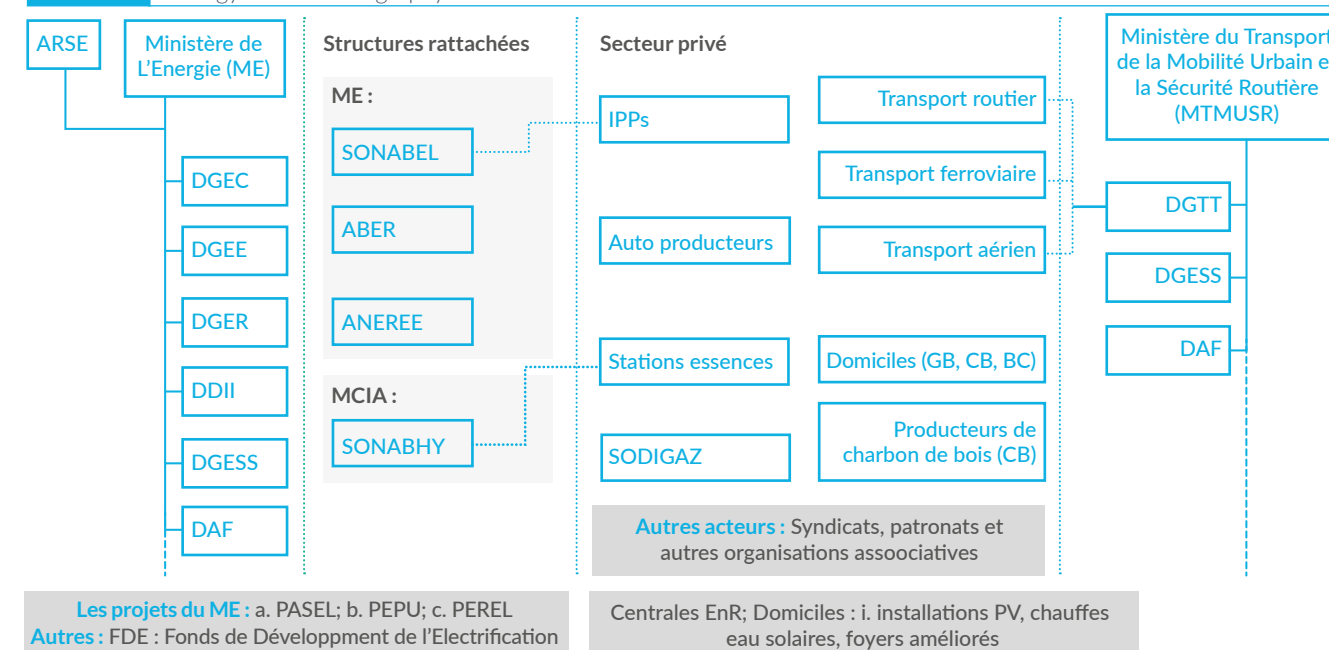 ARSE
Ministère de
L'Energie (ME)
DGEC
DGEE
DGER
DDII
DGESS
DAF
Structures rattachées
ME :
SONABEL
ABER
ANEREE
MCIA :
SONABHY
Secteur privé
IPPs
Auto producteurs
Stations essences
SODIGAZ
Transport routier
Transport ferroviaire
Transport aérien
Domiciles (GB, CB, BC)
Producteurs de
charbon de bois (CB)
Autres acteurs : Syndicats, patronats et
autres organisations assoociatives
Ministère du Transport
de la Mobilité Urbain e
la Sécurité Routière
(MTMUSR)
DGTT
DGESS
DAF
Les projets du ME : a. PASEL; b. PEPU; c. PEREL
Autres : FDE : Fonds de Développment de l'Electrification
Centrales EnR; Domiciles : i. installations PV, chauffes
eau solaires, foyers améliorés